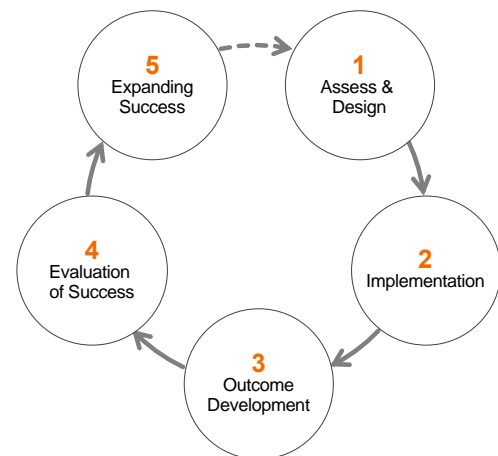 1
Assess &
Design
2
Implementation
3
Outcome
Development
4
Evaluation
of Success
5
Expanding
Success